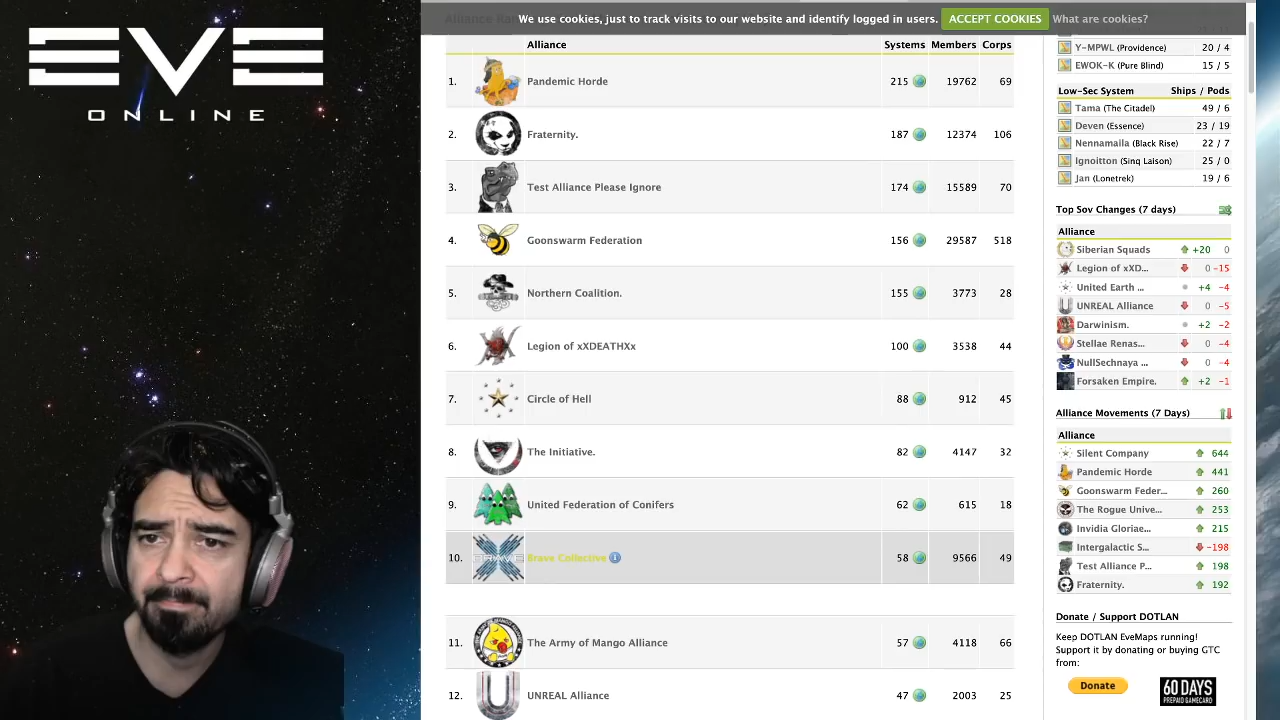 EVE
ONLINE
We use cookies, just to track visits to our website and identify logged in users. ACCEPT COOKIES What are cookies?
Alliance Systems Members Corps
1. Pandemic Horde 215 19762 69
2. Fraternity. 187 12374 106
3. Test Alliance Please Ignore 15589 70
4. Goonswarm Federation 156 29587 518
5. Northern Coalition. 155 3773 28
6. Legion of xXDEATHXx 100 3538 44
7. Circle of Hell 88 912 45
8. The Initiative. 82 4147 32
9. United Federation of Conifers 62 615 18
10. Brave Collective 58 9566 49
11. The Army of Mango Alliance 57 4118 66
12. UNREAL Alliance 47 2003 25
Y-MPWL (Providence) 20 / 4
EWOK-K (Pure Blind) 15 / 5
Low-Sec System Ships / Pods
Tama (The Citadel) 49 / 6
Deven (Essence) 23 / 19
Nennamaila (Black Rise) 22 / 7
Ignoitton (Sinq Laison) 25 / 0
Jan (Lonetrek) 19 / 6
Top Sov Changes (7 days)
Alliance
Siberian Squads +20 0
Legion of xXD... 0 -15
United Earth ... +4 -4
UNREAL Alliance 0 -5
Darwinism. +2 -2
Stellae Renas... 0 -4
NullSechnaya ... 0 -4
Forsaken Empire. +2 -1
Alliance Movements (7 Days)
Alliance
Silent Company 644
Pandemic Horde 441
Goonswarm Feder... 260
The Rogue Unive... 253
Invidia Gloriae... 215
Intergalactic S... -198
Test Alliance P... 198
Fraternity. 192
Donate / Support DOTLAN
Keep DOTLAN EveMaps running!
Support it by donating or buying GTC
from:
Donate
60 DAYS
PREPAID GAMECARD